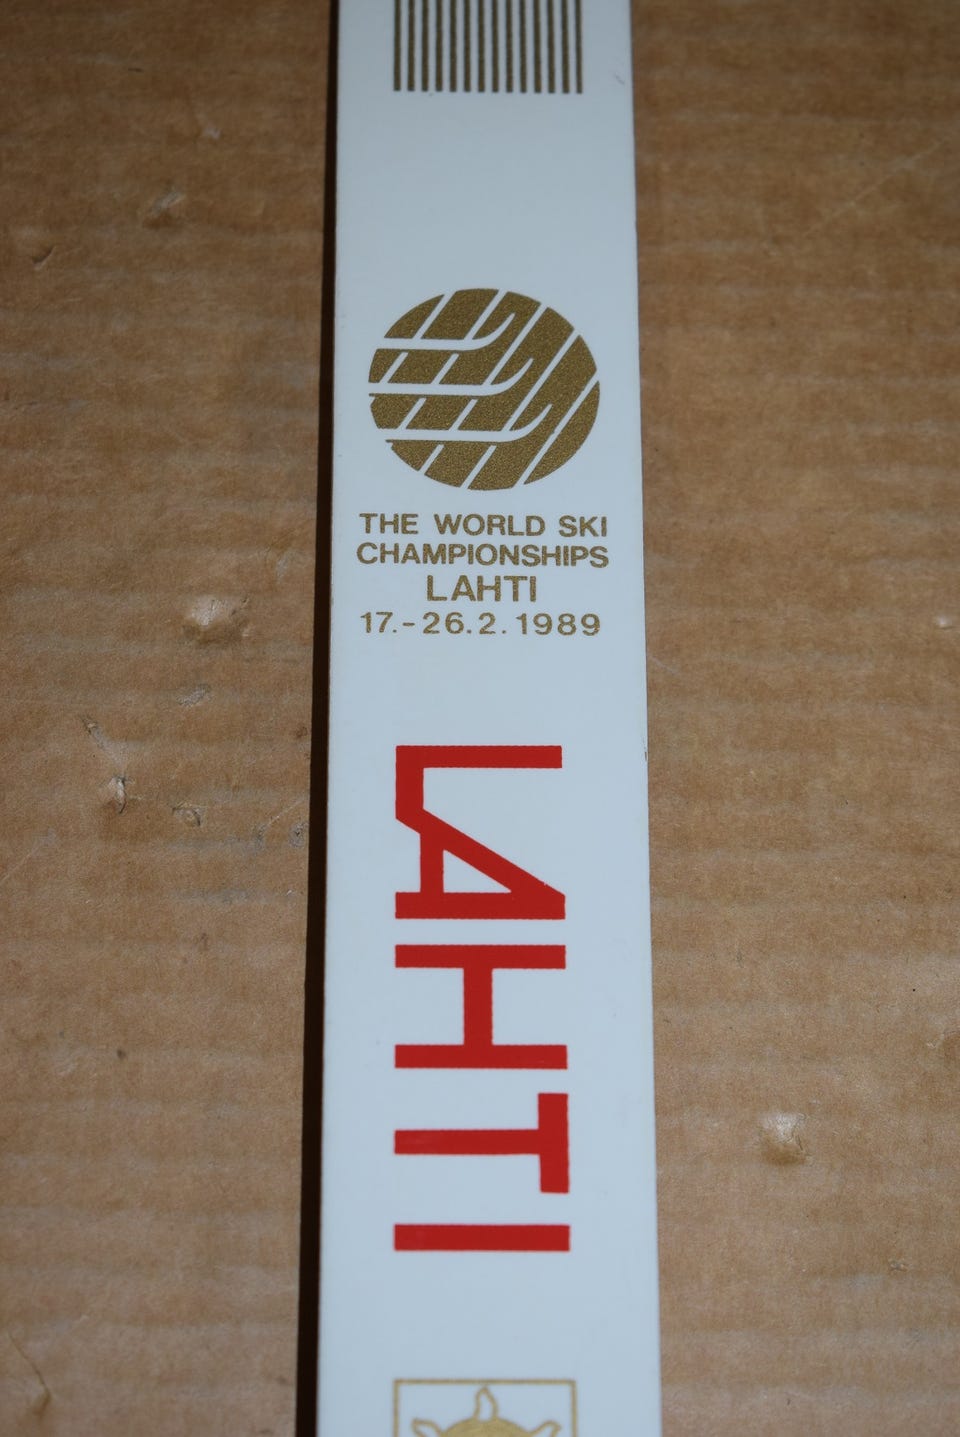 THE WORLD SKI
CHAMPIONSHIPS
LAHTI
17.-26.2.1989
LAHTI